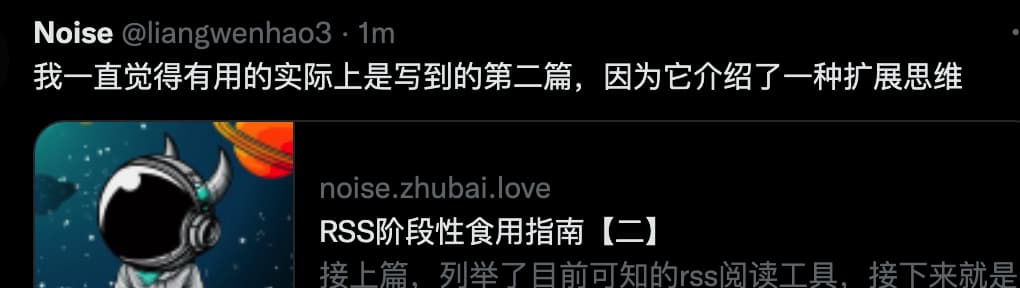 Noise @liangwenhao3 · 1m
我一直觉得有用的实际上是写到的第二篇，因为它介绍了一种扩展思维
noise.zhubai.love
RSS阶段性食用指南【二】
接上篇，列举了目前可知的rss阅读工具，接下来就是